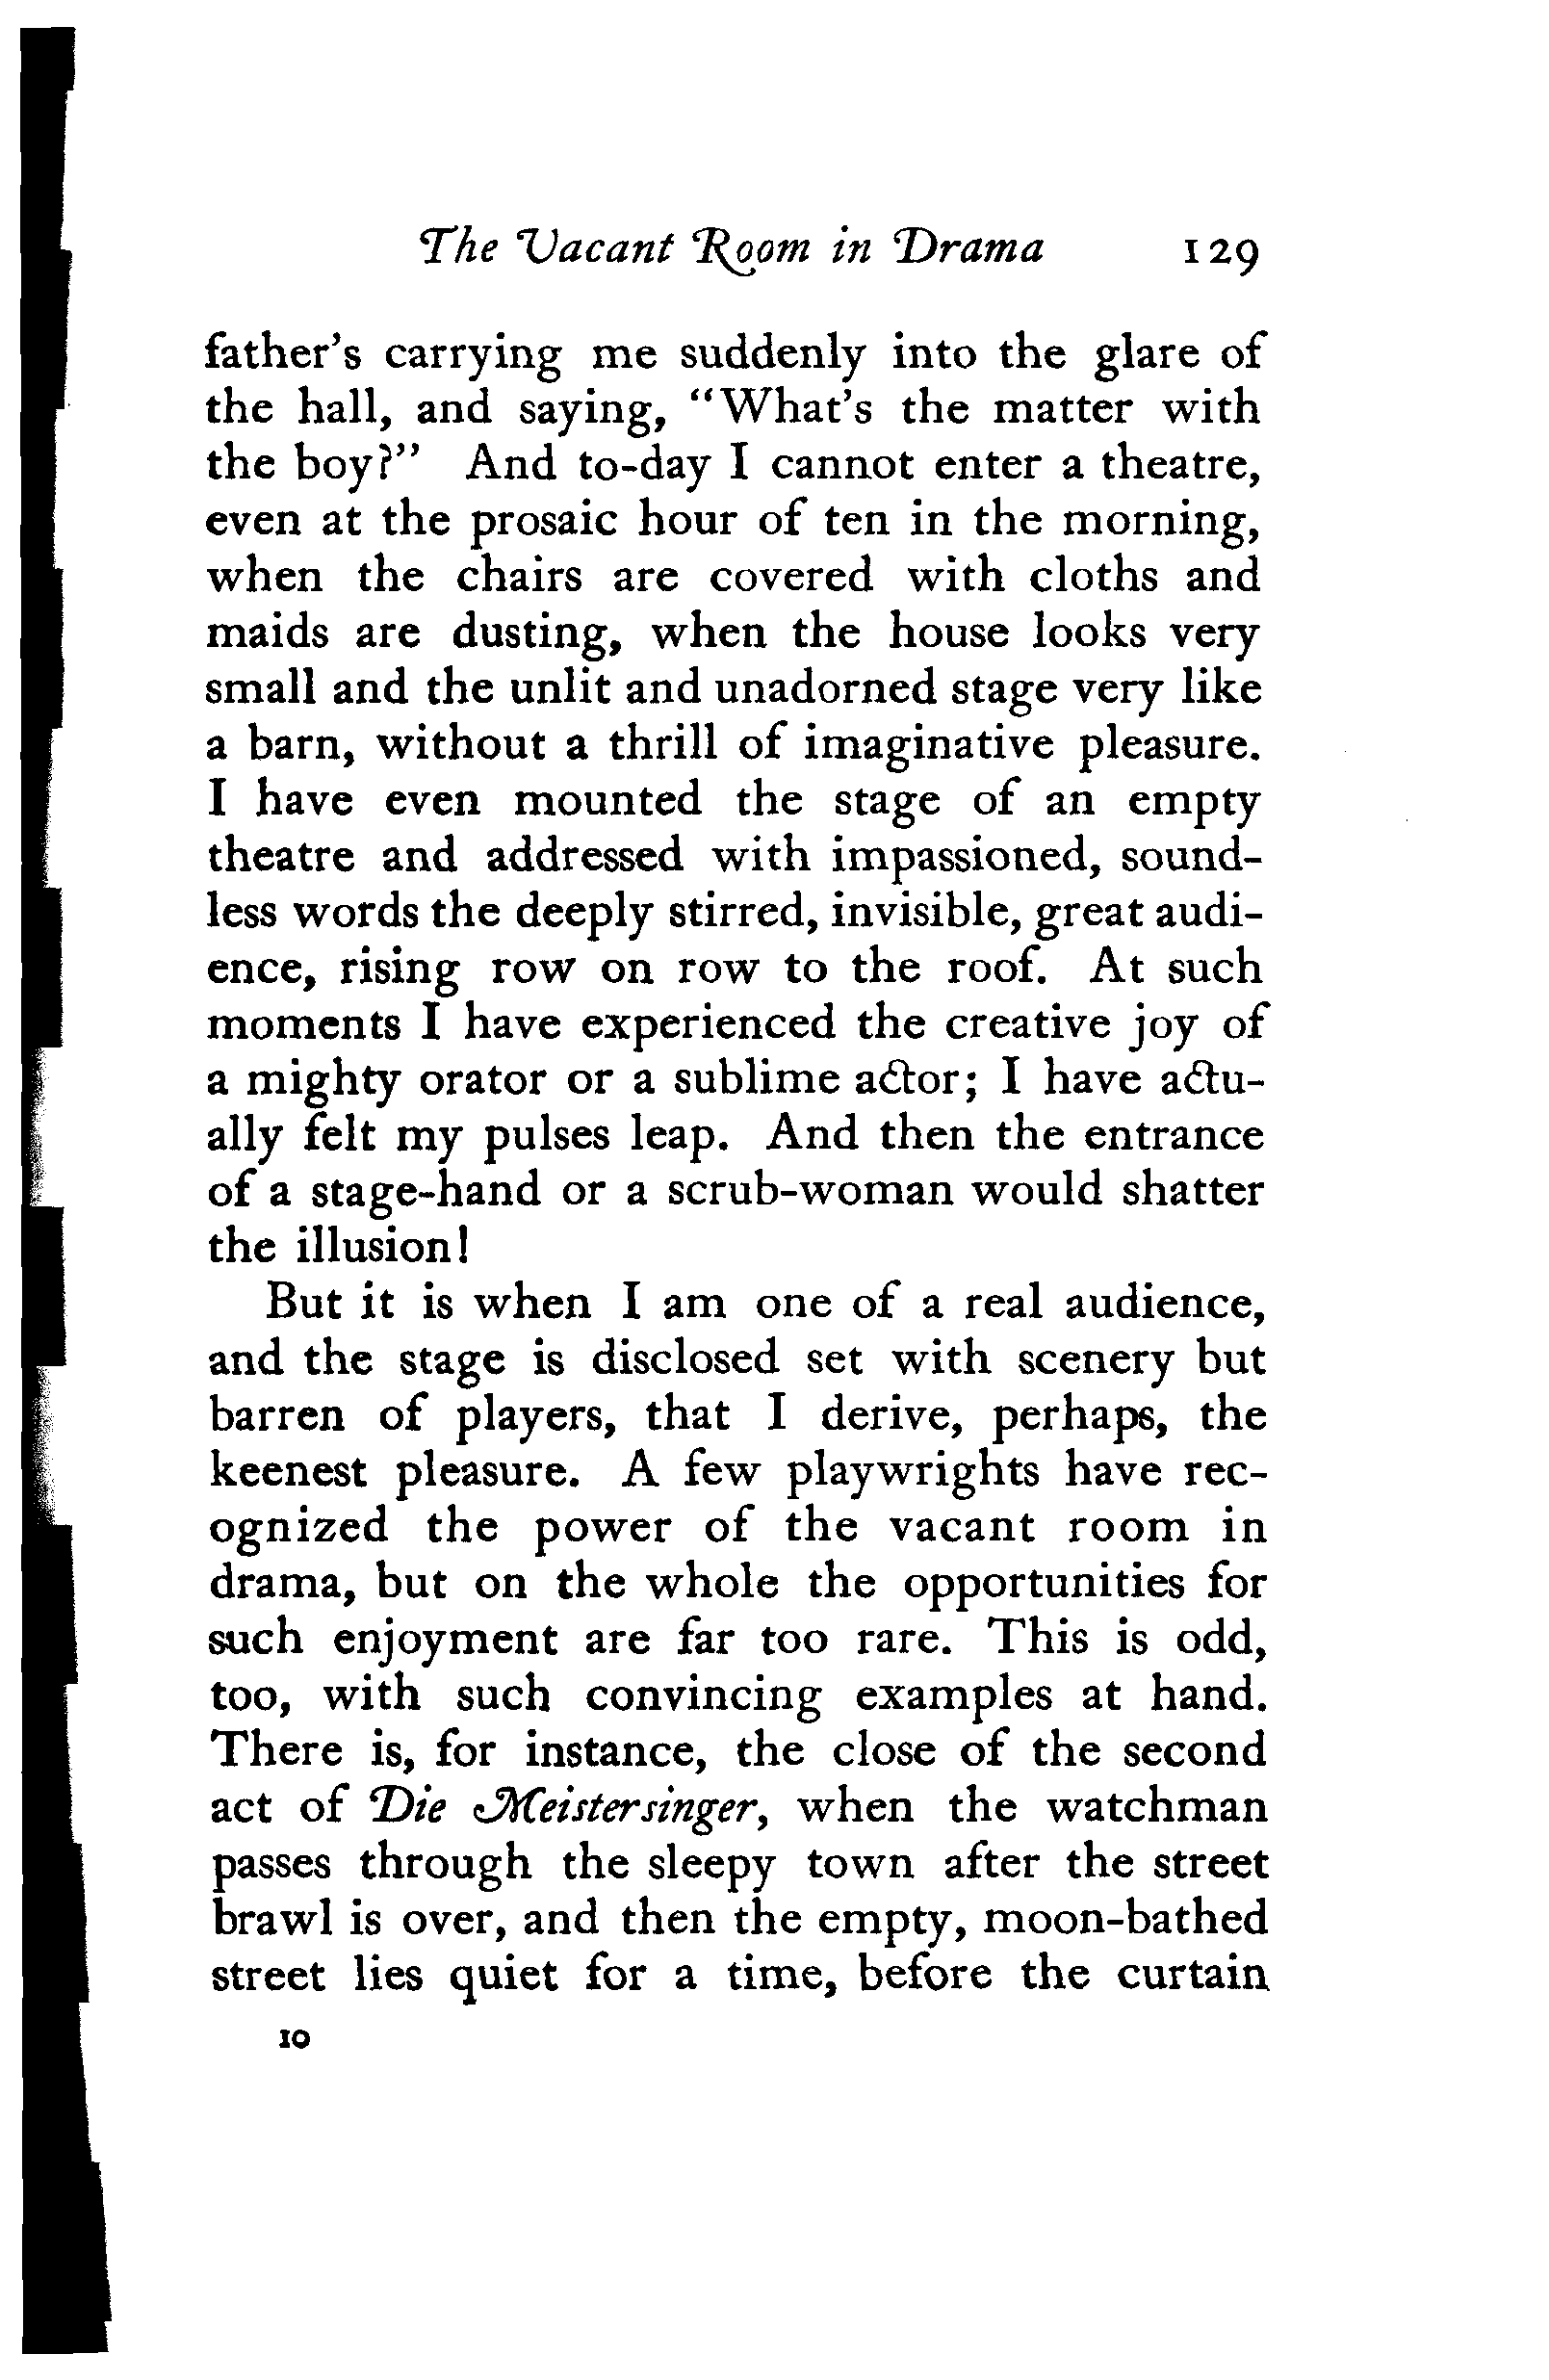 The Vacant Room in Drama 129
father's carrying me suddenly into the glare of
the hall, and saying, "What's the matter with
the boy?" And to-day I cannot enter a theatre,
even at the prosaic hour of ten in the morning,
when the chairs are covered with cloths and
maids are dusting, when the house looks very
small and the unlit and unadorned stage very like
a barn, without a thrill of imaginative pleasure.
I have even mounted the stage of an empty
theatre and addressed with impassioned, sound-
less words the deeply stirred, invisible, great audi-
ence, rising row on row to the roof. At such
moments I have experienced the creative joy of
a mighty orator or a sublime actor; I have actu-
ally felt my pulses leap. And then the entrance
of a stage-hand or a scrub-woman would shatter
the illusion!
But it is when I am one of a real audience,
and the stage is disclosed set with scenery but
barren of players, that I derive, perhaps, the
keenest pleasure. A few playwrights have rec-
ognized the power of the vacant room in
drama, but on the whole the opportunities for
such enjoyment are far too rare. This is odd,
too, with such convincing examples at hand.
There is, for instance, the close of the second
act of Die Meistersinger, when the watchman
passes through the sleepy town after the street
brawl is over, and then the empty, moon-bathed
street lies quiet for a time, before the curtain
10